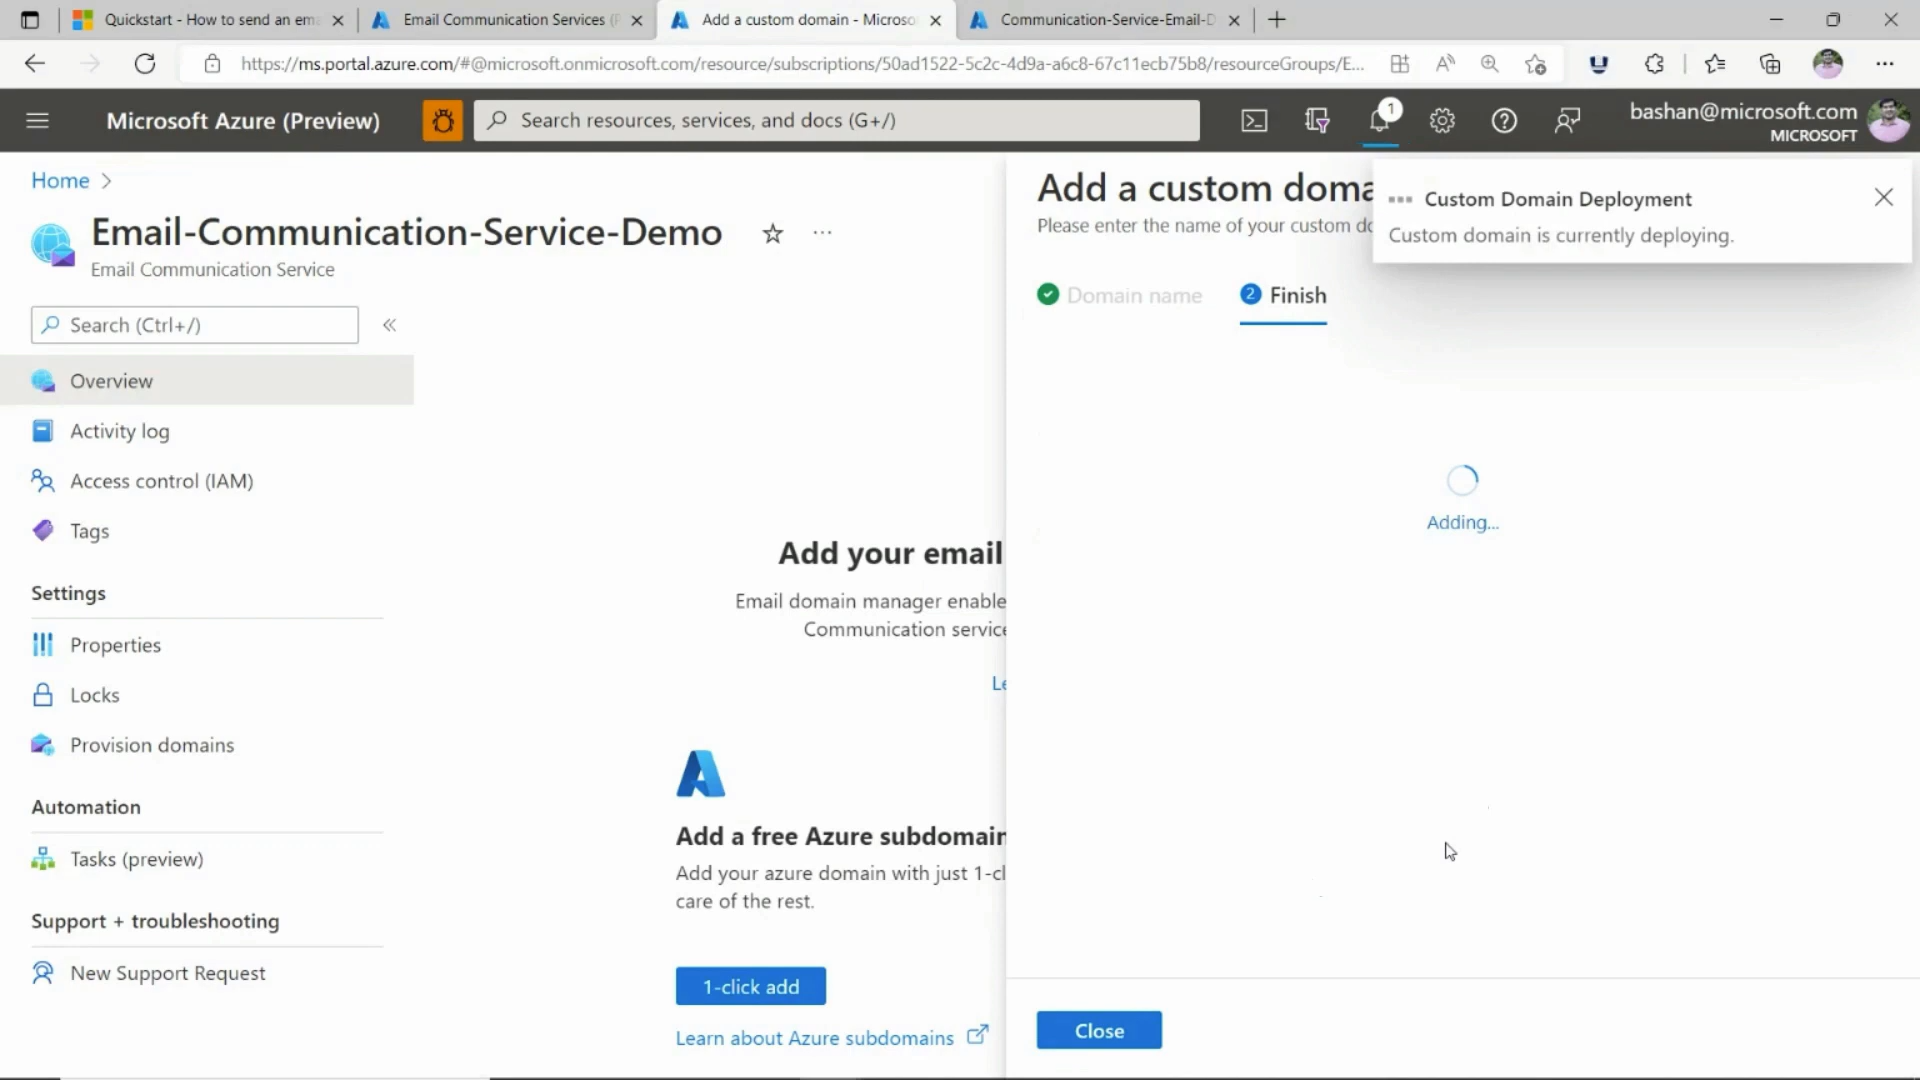 Quickstart - How to send an em
Email Communication Services (P
Add a custom domain - Microso
Communication-Service-Email-D
https://ms.portal.azure.com/#@microsoft.onmicrosoft.com/resource/subscriptions/50ad1522-5c2c-4d9a-a6c8-67c11ecb75b8/resourceGroups/E...
Microsoft Azure (Preview)
Search resources, services, and docs (G+/)
1
bashan@microsoft.com
MICROSOFT
Home
Email-Communication-Service-Demo
Email Communication Service
Search (Ctrl+/)
Overview
Activity log
Access control (IAM)
Tags
Settings
Properties
Locks
Provision domains
Automation
Tasks (preview)
Support + troubleshooting
New Support Request
Add your email
Email domain manager enable
Communication service
Le
Add a free Azure subdomain
Add your azure domain with just 1-cl
care of the rest.
1-click add
Learn about Azure subdomains
Add a custom doma
Please enter the name of your custom do
Domain name
2 Finish
Adding...
Close
Custom Domain Deployment
Custom domain is currently deploying.